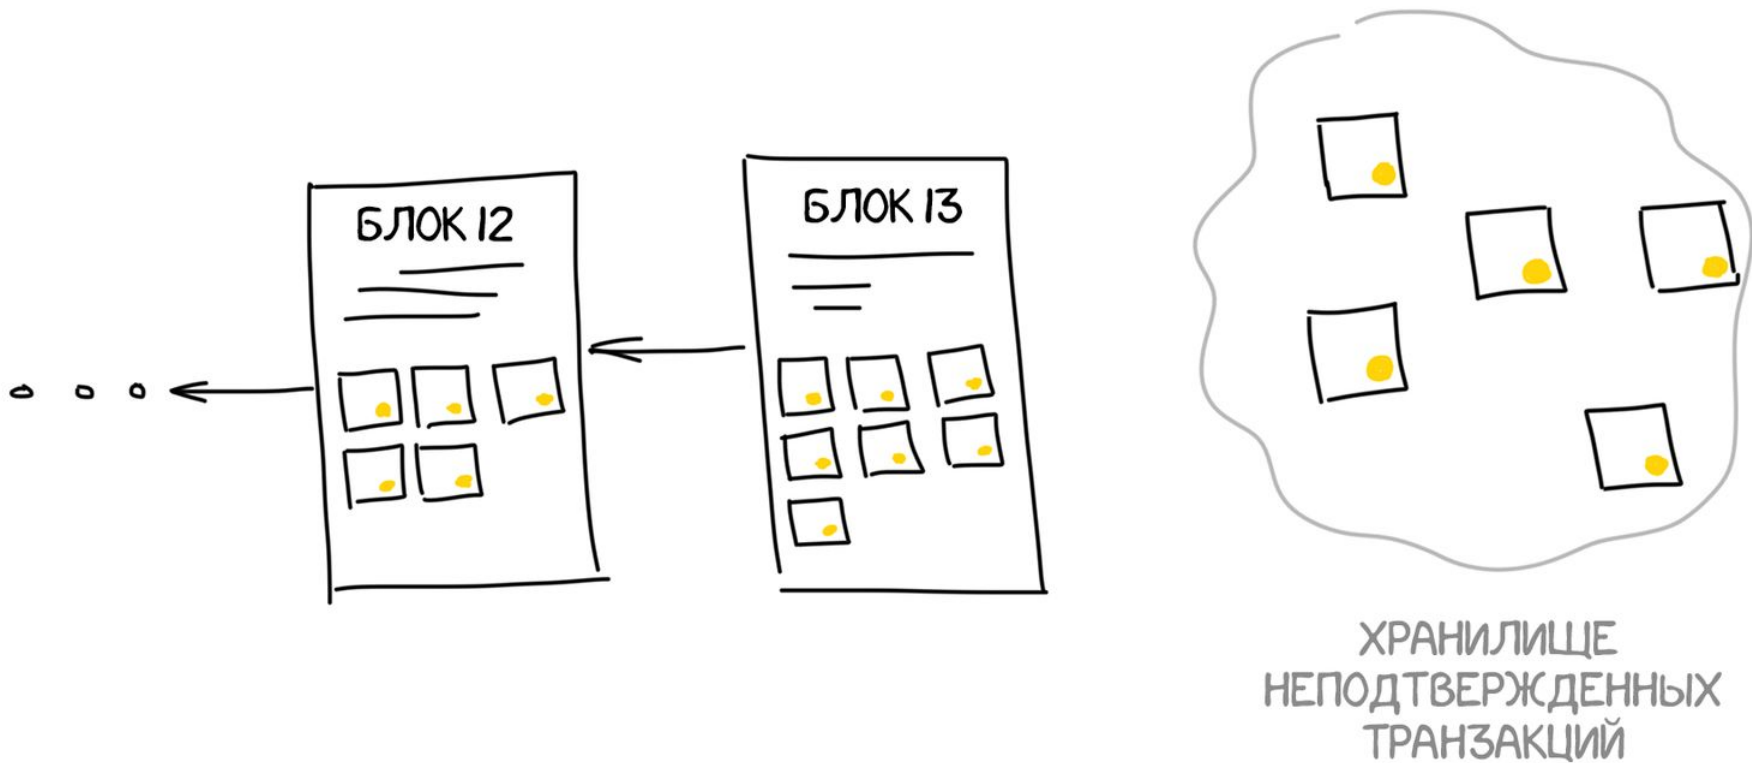 БЛОК 12
БЛОК 13
ХРАНИЛИЩЕ
НЕПОДТВЕРЖДЕННЫХ
ТРАНЗАКЦИЙ